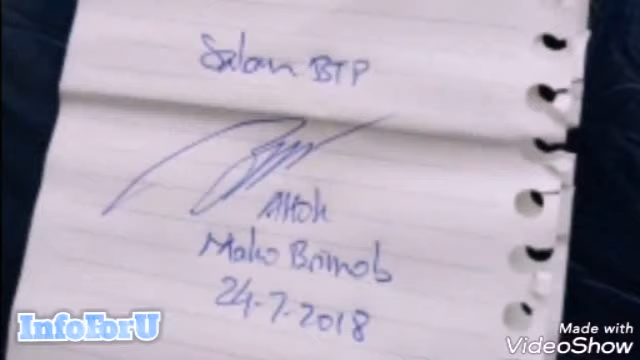 Salam BTP
Ahok
Mako Brimob
24-7-2018
InfoForU
Made with
VideoShow